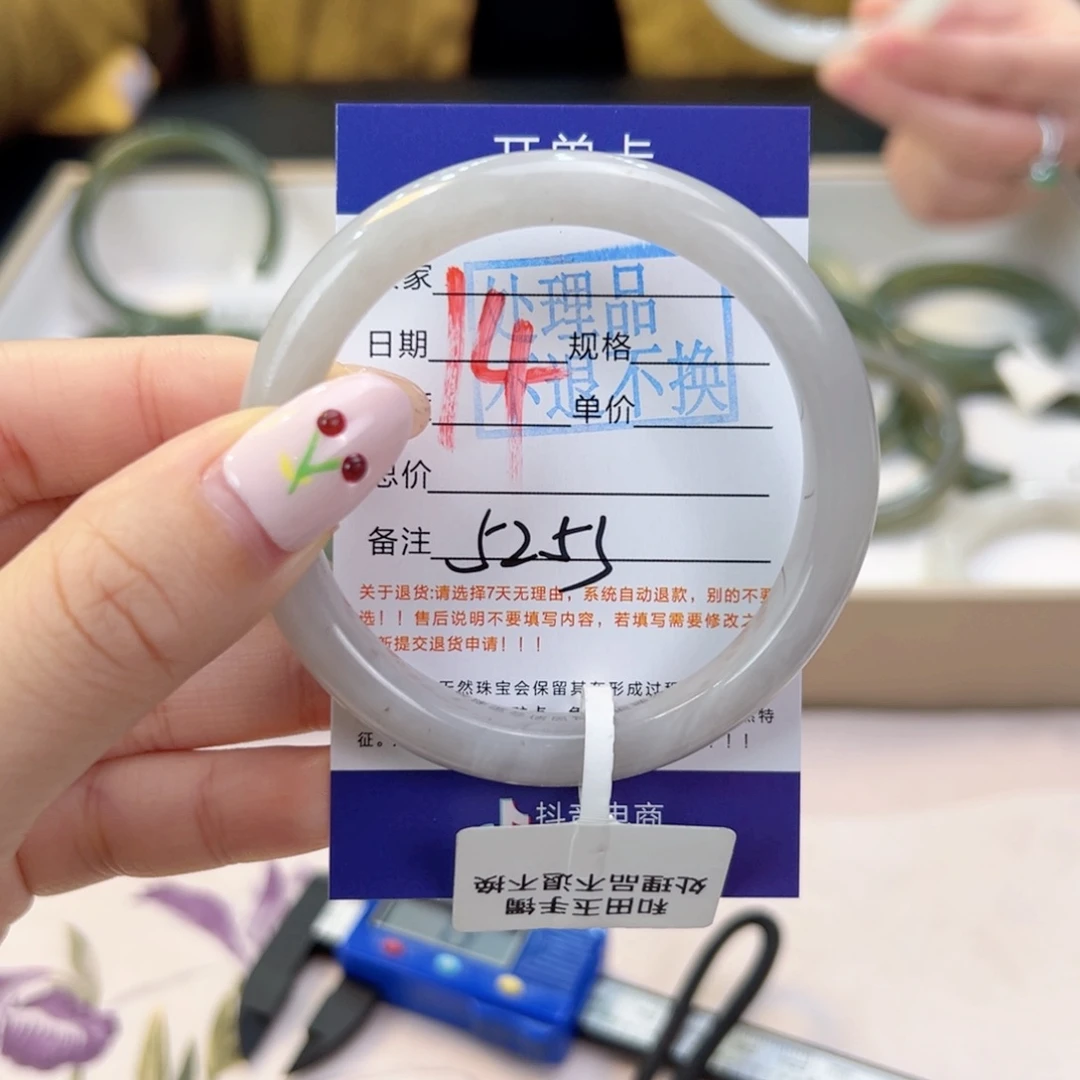 开单卡
家
处理品
不退不换
14
日期
规格
单价
总价
备注
5255
关于退货:请选择7天无理由，系统自动退款，别的不要
选！！售后说明不要填写内容，若填写需要修改之
新提交退货申请！！！
天然珠宝会保留其在形成过程
特
征。
！！！
抖音电商
和田玉手镯
处理品不退不换